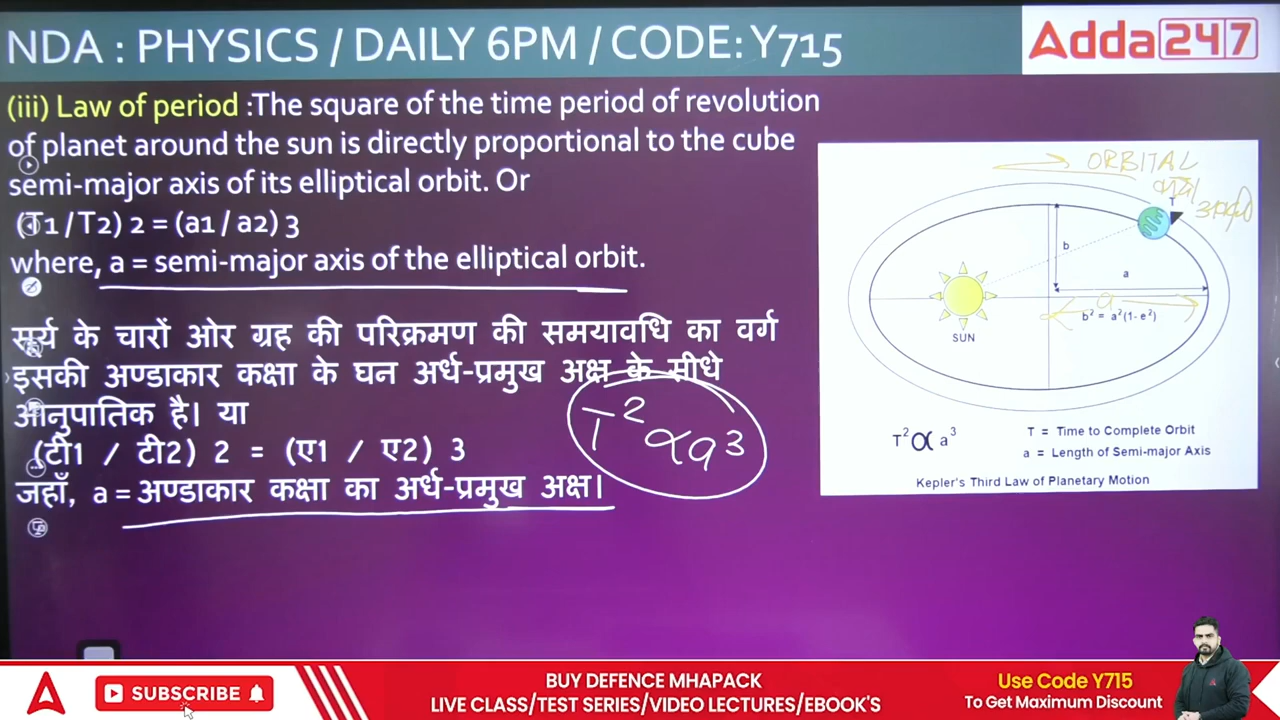 NDA : PHYSICS / DAILY 6PM / CODE: Y715
Adda247
(iii) Law of period :The square of the time period of revolution
of planet around the sun is directly proportional to the cube
semi-major axis of its elliptical orbit. Or
(T1 / T2) 2 = (a1 / a2) 3
where, a = semi-major axis of the elliptical orbit.
सूर्य के चारों ओर ग्रह की परिक्रमण की समयावधि का वर्ग
इसकी अण्डाकार कक्षा के घन अर्ध-प्रमुख अक्ष के सीधे
आनुपातिक है। या
(टी1 / टी2) 2 = (ए1 / ए2) 3
जहाँ, a = अण्डाकार कक्षा का अर्ध-प्रमुख अक्ष।
T² ∝ a³
ORBITAL
T
b
a
a
b² = a²(1- e²)
SUN
T² ∝ a³
T = Time to Complete Orbit
a = Length of Semi-major Axis
Kepler's Third Law of Planetary Motion
SUBSCRIBE
BUY DEFENCE MHAPACK
LIVE CLASS/TEST SERIES/VIDEO LECTURES/EBOOK'S
Use Code Y715
To Get Maximum Discount